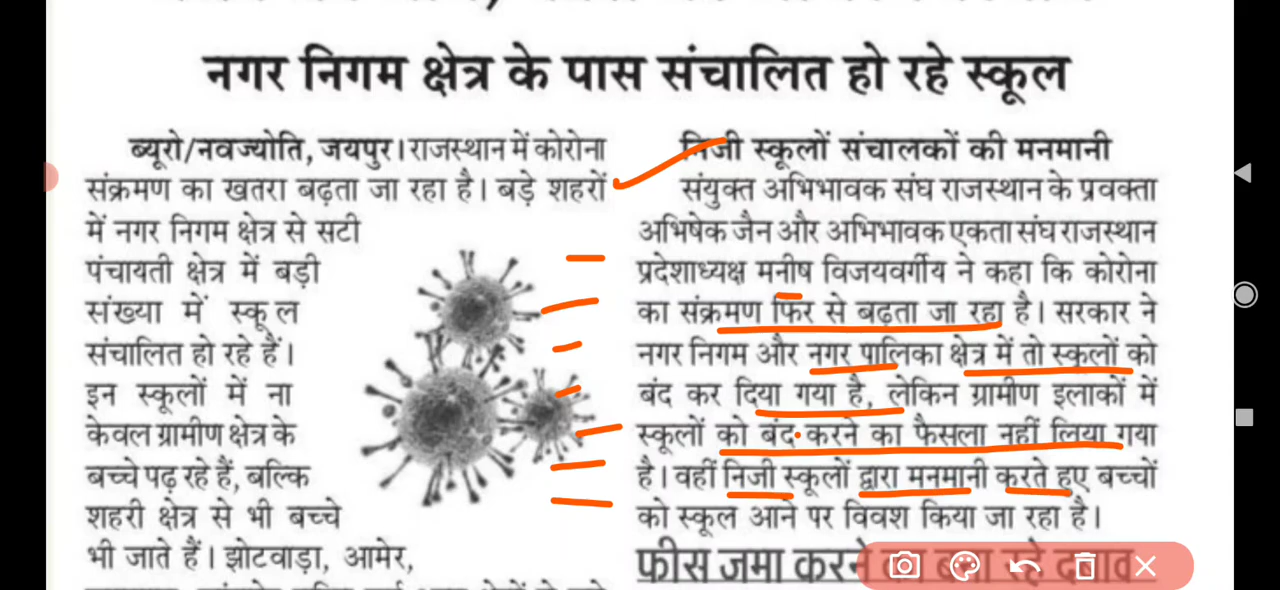 नगर निगम क्षेत्र के पास संचालित हो रहे स्कूल
ब्यूरो/नवज्योति, जयपुर। राजस्थान में कोरोना
संक्रमण का खतरा बढ़ता जा रहा है। बड़े शहरों
में नगर निगम क्षेत्र से सटी
पंचायती क्षेत्र में बड़ी
संख्या में स्कूल
संचालित हो रहे हैं।
इन स्कूलों में ना
केवल ग्रामीण क्षेत्र के
बच्चे पढ़ रहे हैं, बल्कि
शहरी क्षेत्र से भी बच्चे
भी जाते हैं। झोटवाड़ा, आमेर,
निजी स्कूलों संचालकों की मनमानी
संयुक्त अभिभावक संघ राजस्थान के प्रवक्ता
अभिषेक जैन और अभिभावक एकता संघ राजस्थान
प्रदेशाध्यक्ष मनीष विजयवर्गीय ने कहा कि कोरोना
का संक्रमण फिर से बढ़ता जा रहा है। सरकार ने
नगर निगम और नगर पालिका क्षेत्र में तो स्कूलों को
बंद कर दिया गया है, लेकिन ग्रामीण इलाकों में
स्कूलों को बंद करने का फैसला नहीं लिया गया
है। वहीं निजी स्कूलों द्वारा मनमानी करते हुए बच्चों
को स्कूल आने पर विवश किया जा रहा है।
फीस जमा करने